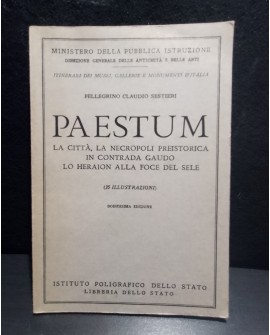 MINISTERO DELLA PUBBLICA ISTRUZIONE
DIREZIONE GENERALE DELLE ANTICHITÀ E BELLE ARTI
ITINERARI DEI MUSEI, GALLERIE E MONUMENTI D'ITALIA
PELLEGRINO CLAUDIO SESTIERI
PAESTUM
LA CITTÀ, LA NECROPOLI PREISTORICA
IN CONTRADA GAUDO
LO HERAION ALLA FOCE DEL SELE
(25 ILLUSTRAZIONI)
EDIZIONE
ISTITUTO POLIGRAFICO DELLO STATO
LIBRERIA DELLO STATO